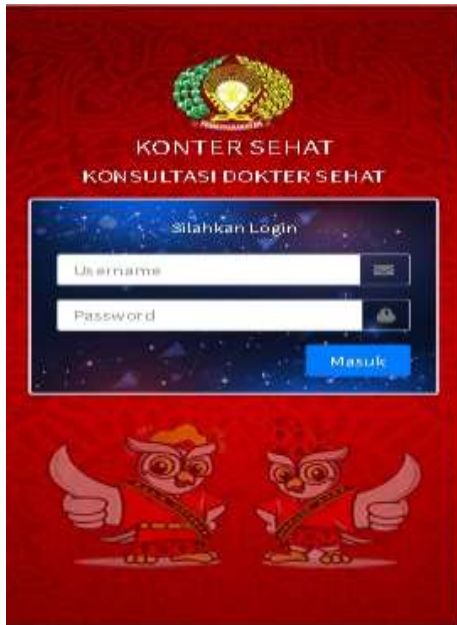 KONTER SEHAT
KONSULTASI DOKTER SEHAT
Silahkan Login
Username
Password
Masuk